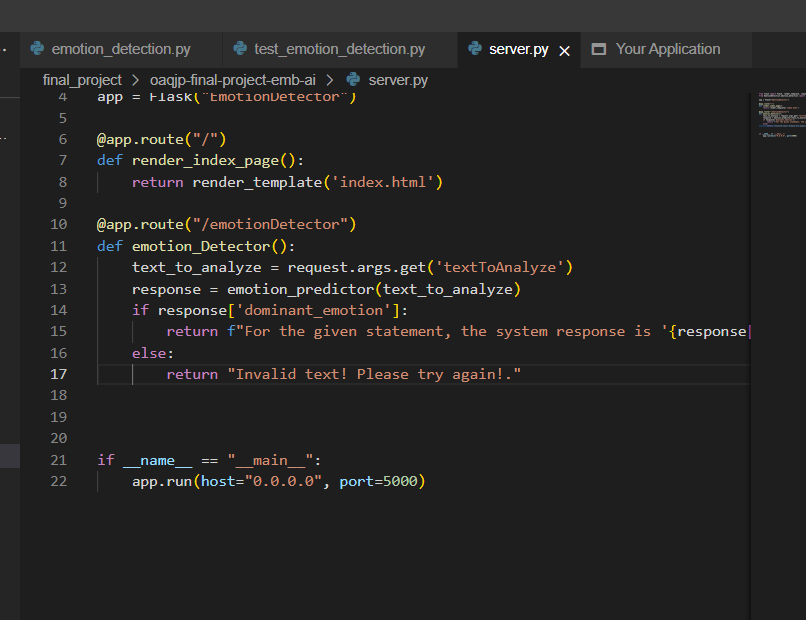 emotion_detection.py test_emotion_detection.py server.py Your Application
final_project > oaqjp-final-project-emb-ai > server.py
4 app = Flask("EmotionDetector")
5
6 @app.route("/")
7 def render_index_page():
8 return render_template('index.html')
9
10 @app.route("/emotionDetector")
11 def emotion_Detector():
12 text_to_analyze = request.args.get('textToAnalyze')
13 response = emotion_predictor(text_to_analyze)
14 if response['dominant_emotion']:
15 return f"For the given statement, the system response is '{response[
16 else:
17 return "Invalid text! Please try again!."
18
19
20
21 if __name__ == "__main__":
22 app.run(host="0.0.0.0", port=5000)